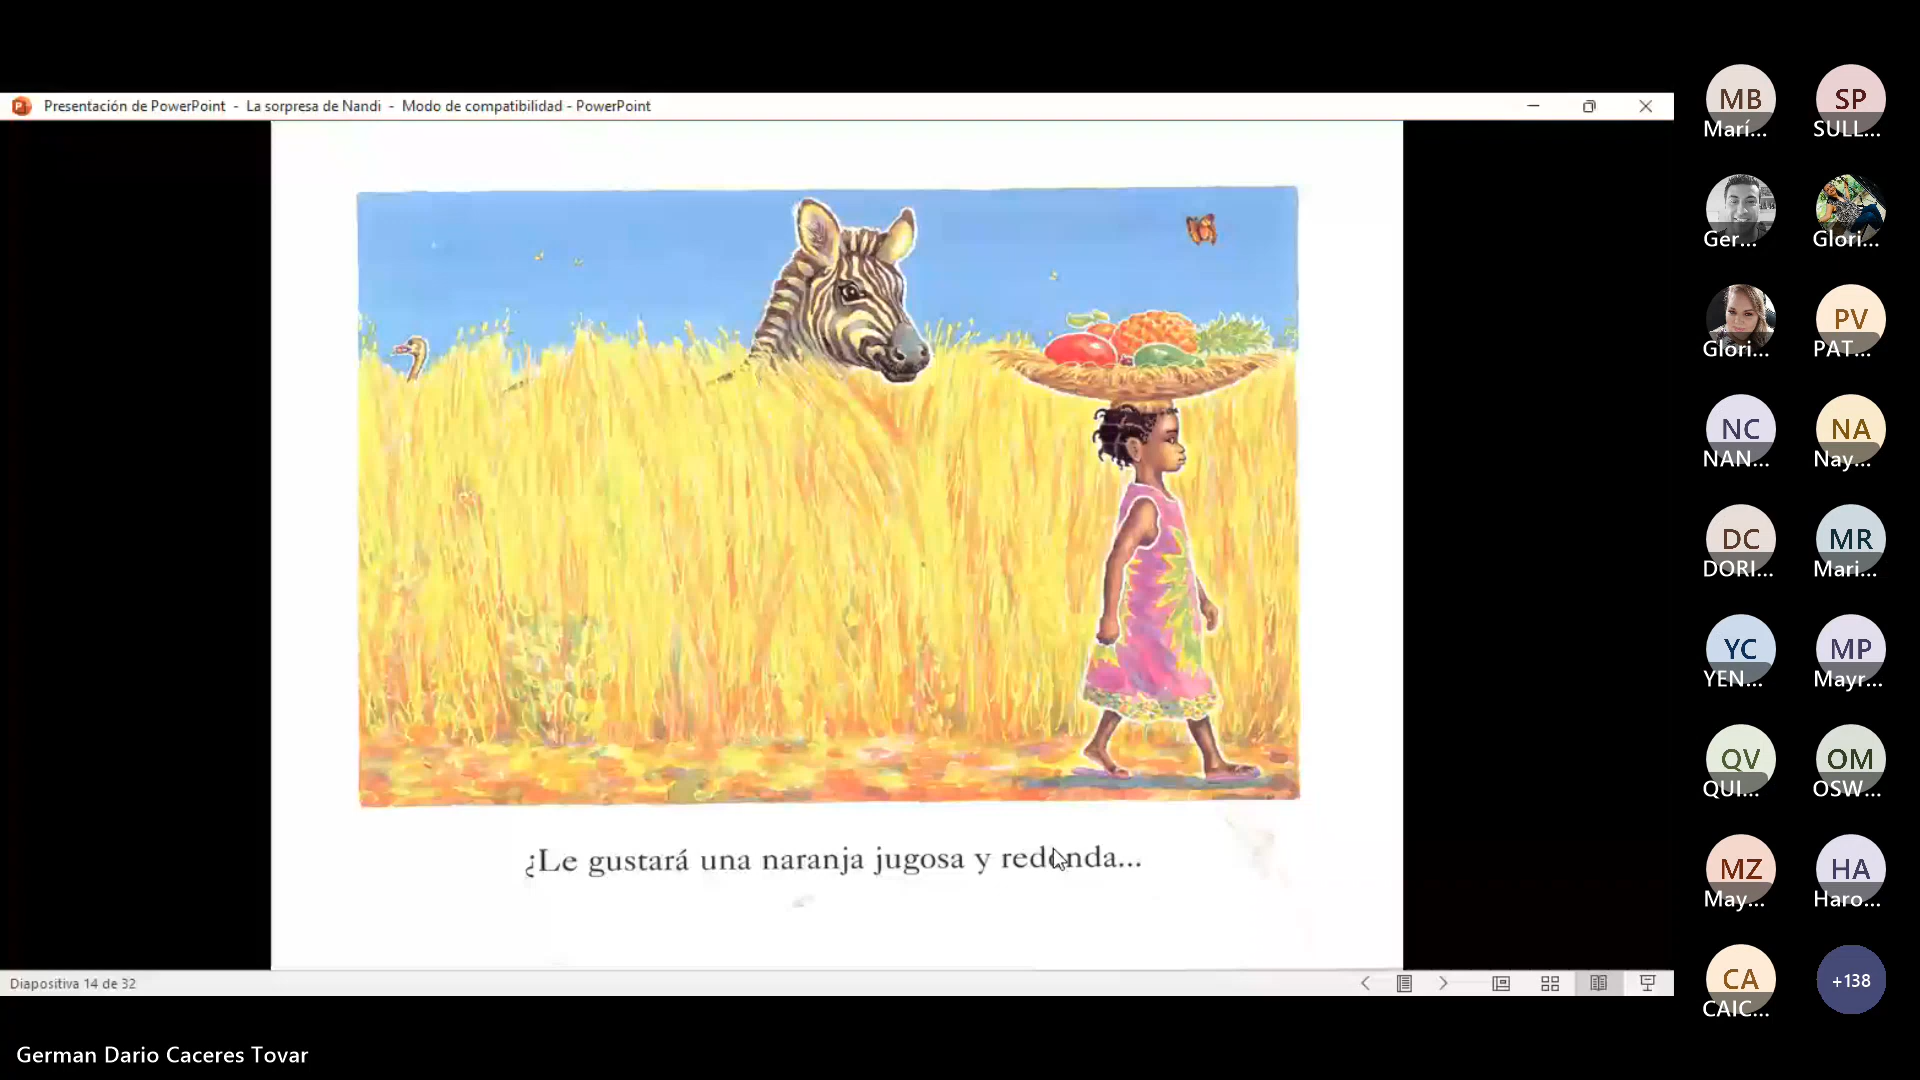 Presentación de PowerPoint - La sorpresa de Nandi - Modo de compatibilidad - PowerPoint
¿Le gustará una naranja jugosa y redonda...
Diapositiva 14 de 32
German Dario Caceres Tovar
MB
Marí...
SP
SULL...
Ger...
Glori...
Glori...
PV
PAT...
NC
NAN...
NA
Nay...
DC
DORI...
MR
Mari...
YC
YEN...
MP
Mayr...
QV
QUI...
OM
OSW...
MZ
May...
HA
Haro...
CA
CAIC...
+138